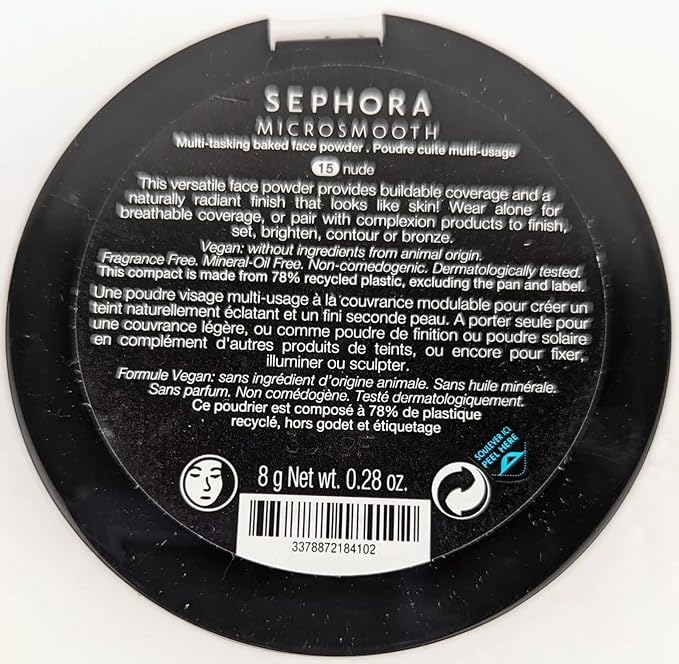 SEPHORA
MICROSMOOTH
Multi-tasking baked face powder . Poudre cuite multi-usage
15 nude
This versatile face powder provides buildable coverage and a
naturally radiant finish that looks like skin! Wear alone for
breathable coverage, or pair with complexion products to finish,
set, brighten, contour or bronze.
Vegan: without ingredients from animal origin.
Fragrance Free. Mineral-Oil Free. Non-comedogenic. Dermatologically tested.
This compact is made from 78% recycled plastic, excluding the pan and label.
Une poudre visage multi-usage à la couvrance modulable pour créer un
teint naturellement éclatant et un fini seconde peau. A porter seule pour
une couvrance légère, ou comme poudre de finition ou poudre solaire
en complément d'autres produits de teints, ou encore pour fixer,
illuminer ou sculpter.
Formule Vegan: sans ingrédient d'origine animale. Sans huile minérale.
Sans parfum. Non comédogène. Testé dermatologiquement.
Ce poudrier est composé à 78% de plastique
recyclé, hors godet et étiquetage
SOULEVER ICI
PEEL HERE
8 g Net wt. 0.28 oz.
3378872184102